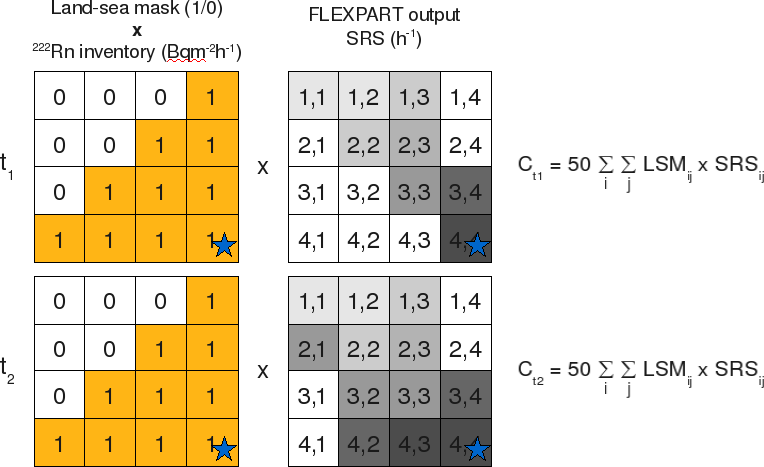 Land-sea mask (1/0)
x
²²²Rn inventory (Bqm⁻²h⁻¹)
FLEXPART output
SRS (h⁻¹)
t₁
0 0 0 1
0 0 1 1
0 1 1 1
1 1 1 1
x
1,1 1,2 1,3 1,4
2,1 2,2 2,3 2,4
3,1 3,2 3,3 3,4
4,1 4,2 4,3 4,
C_t1 = 50 Σ_i Σ_j LSM_ij x SRS_ij
t₂
0 0 0 1
0 0 1 1
0 1 1 1
1 1 1 1
x
1,1 1,2 1,3 1,4
2,1 2,2 2,3 2,4
3,1 3,2 3,3 3,4
4,1 4,2 4,3 4,
C_t2 = 50 Σ_i Σ_j LSM_ij x SRS_ij